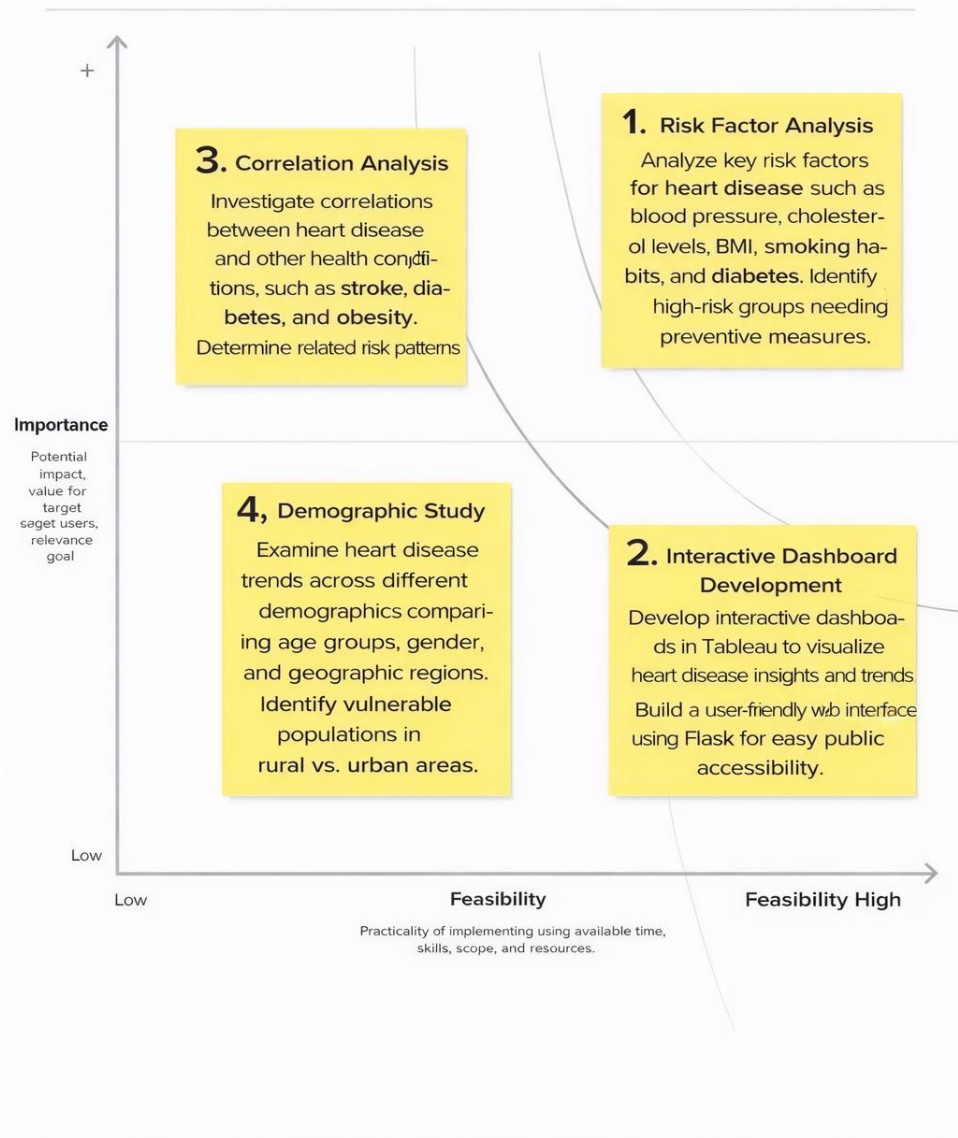 +
3. Correlation Analysis
Investigate correlations
between heart disease
and other health
tions, such as stroke, dia-
betes, and obesity.
Determine related risk patterns
1. Risk Factor Analysis
Analyze key risk factors
for heart disease such as
blood pressure, cholester-
ol levels, BMI, smoking ha-
bits, and diabetes. Identify
high-risk groups needing
preventive measures.
Importance
Potential
impact,
value for
target
saget users,
relevance
goal
4, Demographic Study
Examine heart disease
trends across different
demographics compari-
ing age groups, gender,
and geographic regions.
Identify vulnerable
populations in
rural vs. urban areas.
2. Interactive Dashboard
Development
Develop interactive dashboa-
ds in Tableau to visualize
heart disease insights and trends
Build a user-friendly interface
using Flask for easy public
accessibility.
Low
Low
Feasibility
Feasibility High
Practicality of implementing using available time,
skills, scope, and resources.